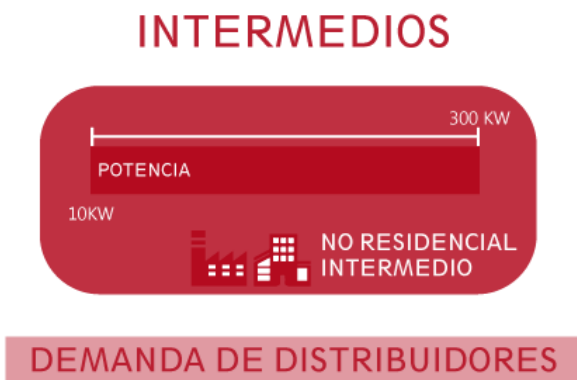 INTERMEDIOS
300 KW
POTENCIA
10KW
NO RESIDENCIAL
INTERMEDIO
DEMANDA DE DISTRIBUIDORES